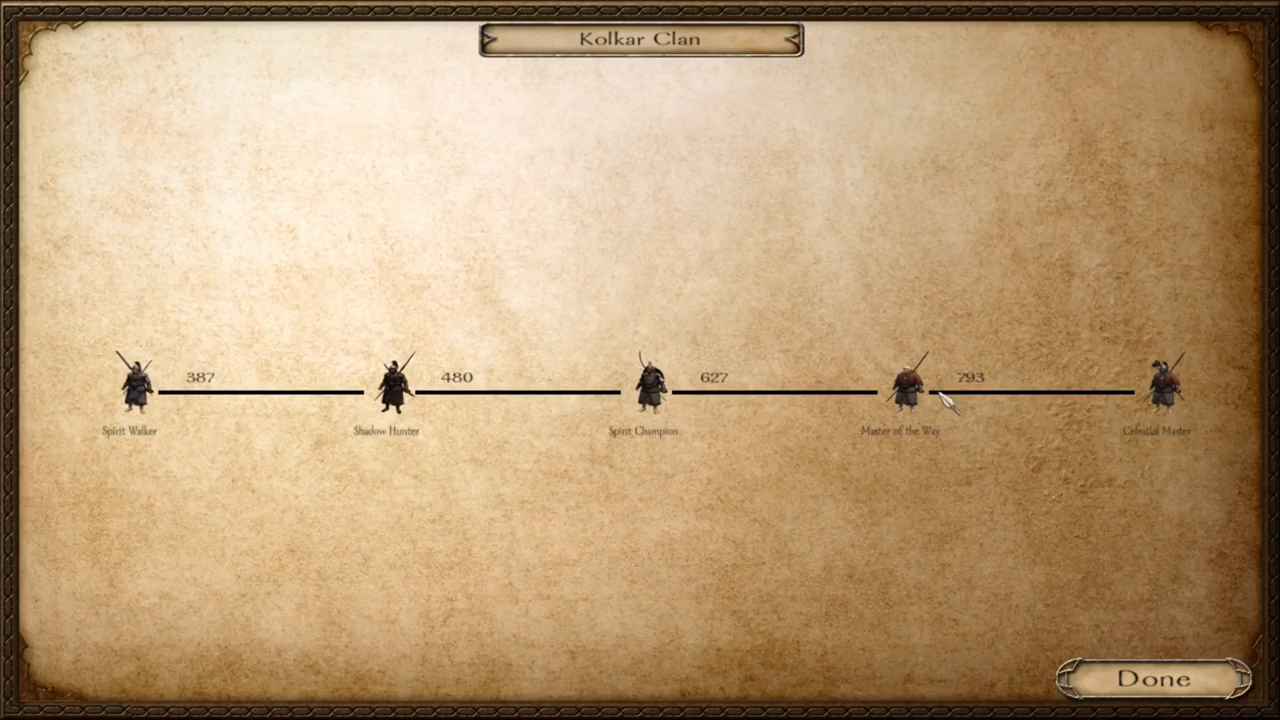 Kolkar Clan
387 480 627 793
Spirit Walker Shadow Hunter Spirit Champion Master of the Way Celestial Master
Done